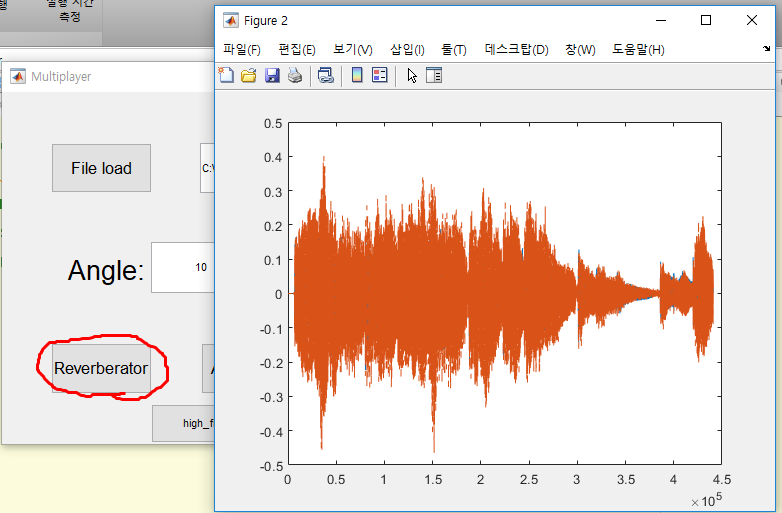 실행 시간
측정
Multiplayer
File load
Angle:
10
Reverberator
Figure 2
파일(F) 편집(E) 보기(V) 삽입(I) 툴(T) 데스크탑(D) 창(W) 도움말(H)
0.5
0.4
0.3
0.2
0.1
0
-0.1
-0.2
-0.3
-0.4
-0.5
0 0.5 1 1.5 2 2.5 3 3.5 4 4.5
×10^5